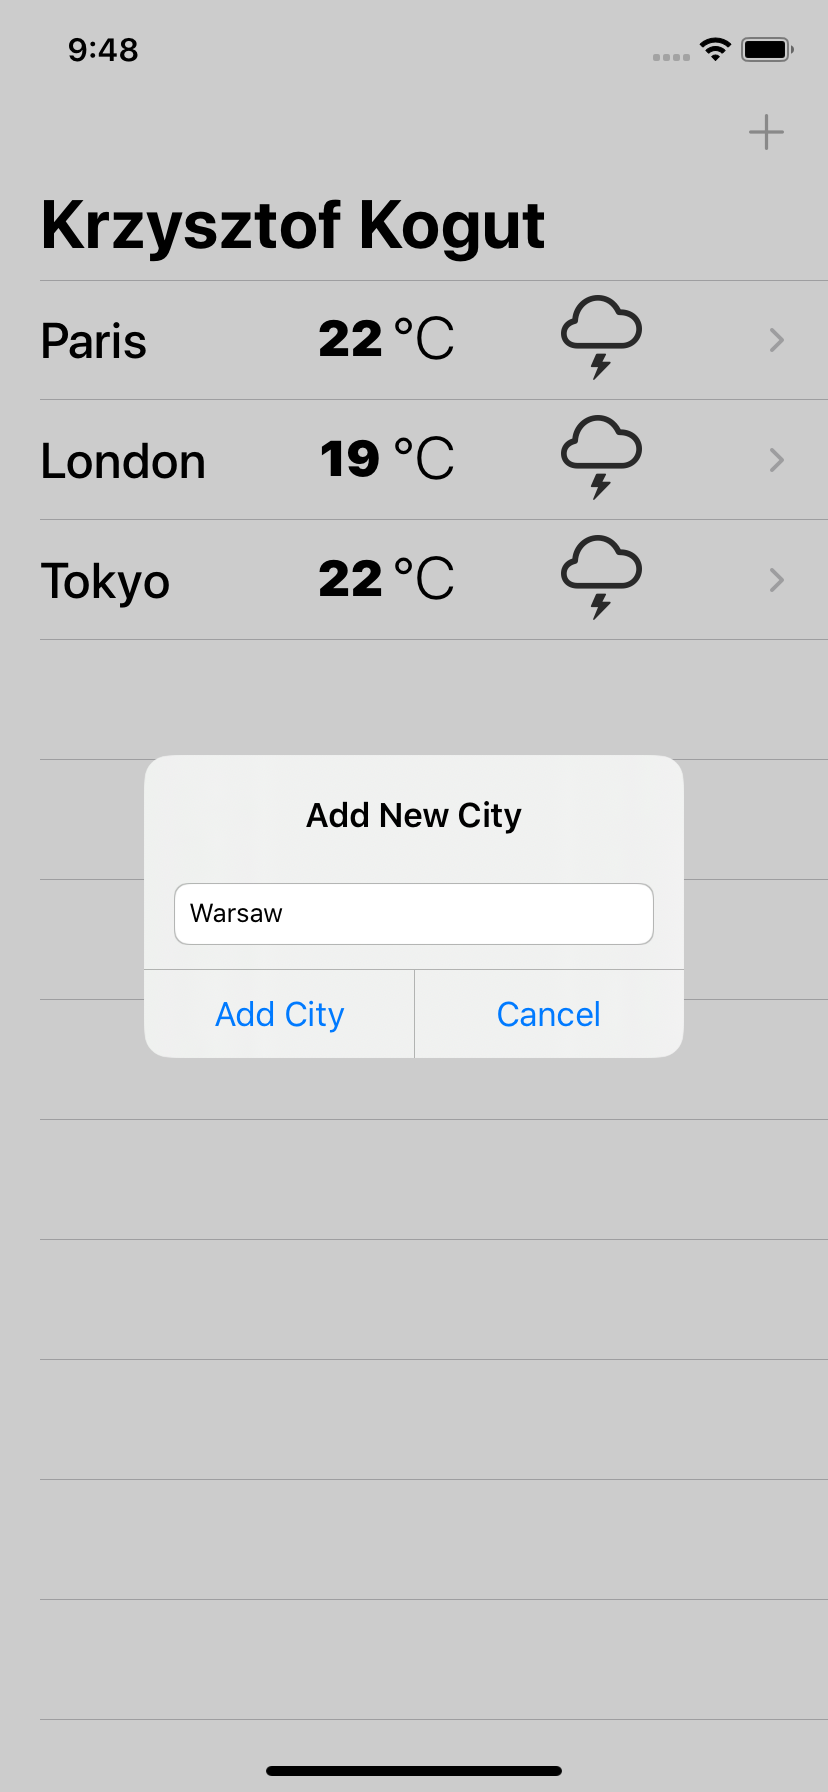 9:48
Krzysztof Kogut
Paris 22 °C
London 19 °C
Tokyo 22 °C
Add New City
Warsaw
Add City Cancel